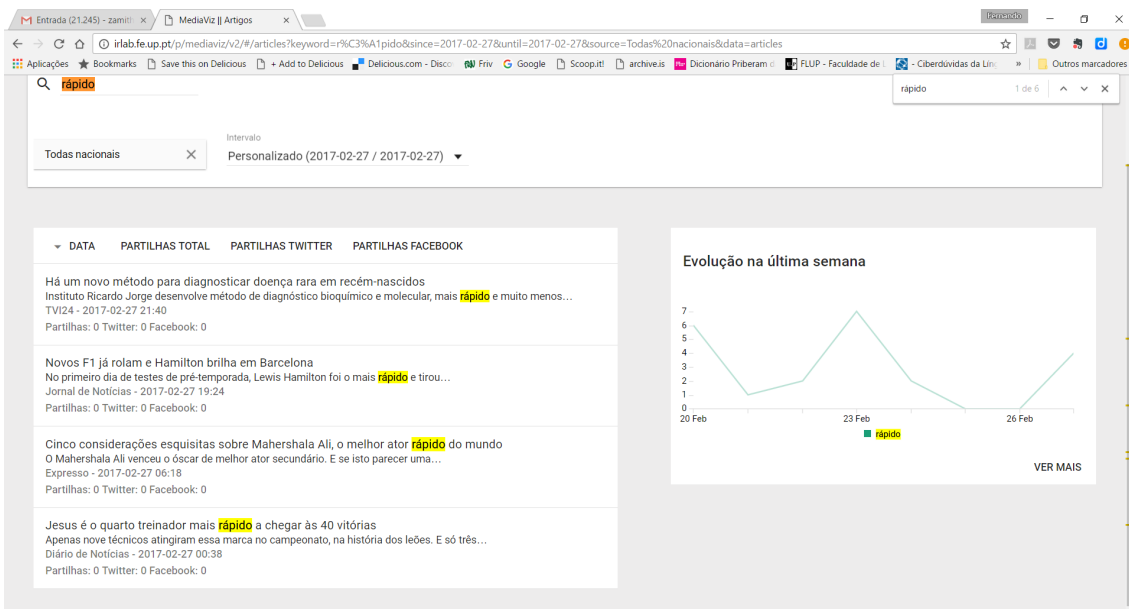 Entrada (21.245) - zamith
MediaViz || Artigos
Fernando
irlab.fe.up.pt/p/mediaviz/v2/#/articles?keyword=r%C3%A1pido&since=2017-02-27&until=2017-02-27&source=Todas%20nacionais&data=articles
Aplicações Bookmarks Save this on Delicious + Add to Delicious Delicious.com - Disco Friv Google Scoop.it! archive.is Dicionário Priberam d FLUP - Faculdade de L - Ciberdúvidas da Líng » Outros marcadores
rápido
rápido 1 de 6
Intervalo
Todas nacionais
Personalizado (2017-02-27 / 2017-02-27)
DATA PARTILHAS TOTAL PARTILHAS TWITTER PARTILHAS FACEBOOK
Há um novo método para diagnosticar doença rara em recém-nascidos
Instituto Ricardo Jorge desenvolve método de diagnóstico bioquímico e molecular, mais rápido e muito menos…
TVI24 - 2017-02-27 21:40
Partilhas: 0 Twitter: 0 Facebook: 0
Novos F1 já rolam e Hamilton brilha em Barcelona
No primeiro dia de testes de pré-temporada, Lewis Hamilton foi o mais rápido e tirou…
Jornal de Notícias - 2017-02-27 19:24
Partilhas: 0 Twitter: 0 Facebook: 0
Cinco considerações esquisitas sobre Mahershala Ali, o melhor ator rápido do mundo
O Mahershala Ali venceu o óscar de melhor ator secundário. E se isto parecer uma…
Expresso - 2017-02-27 06:18
Partilhas: 0 Twitter: 0 Facebook: 0
Jesus é o quarto treinador mais rápido a chegar às 40 vitórias
Apenas nove técnicos atingiram essa marca no campeonato, na história dos leões. E só três…
Diário de Notícias - 2017-02-27 00:38
Partilhas: 0 Twitter: 0 Facebook: 0
Evolução na última semana
7
6
5
4
3
2
1
0
20 Feb 23 Feb 26 Feb
rápido
VER MAIS